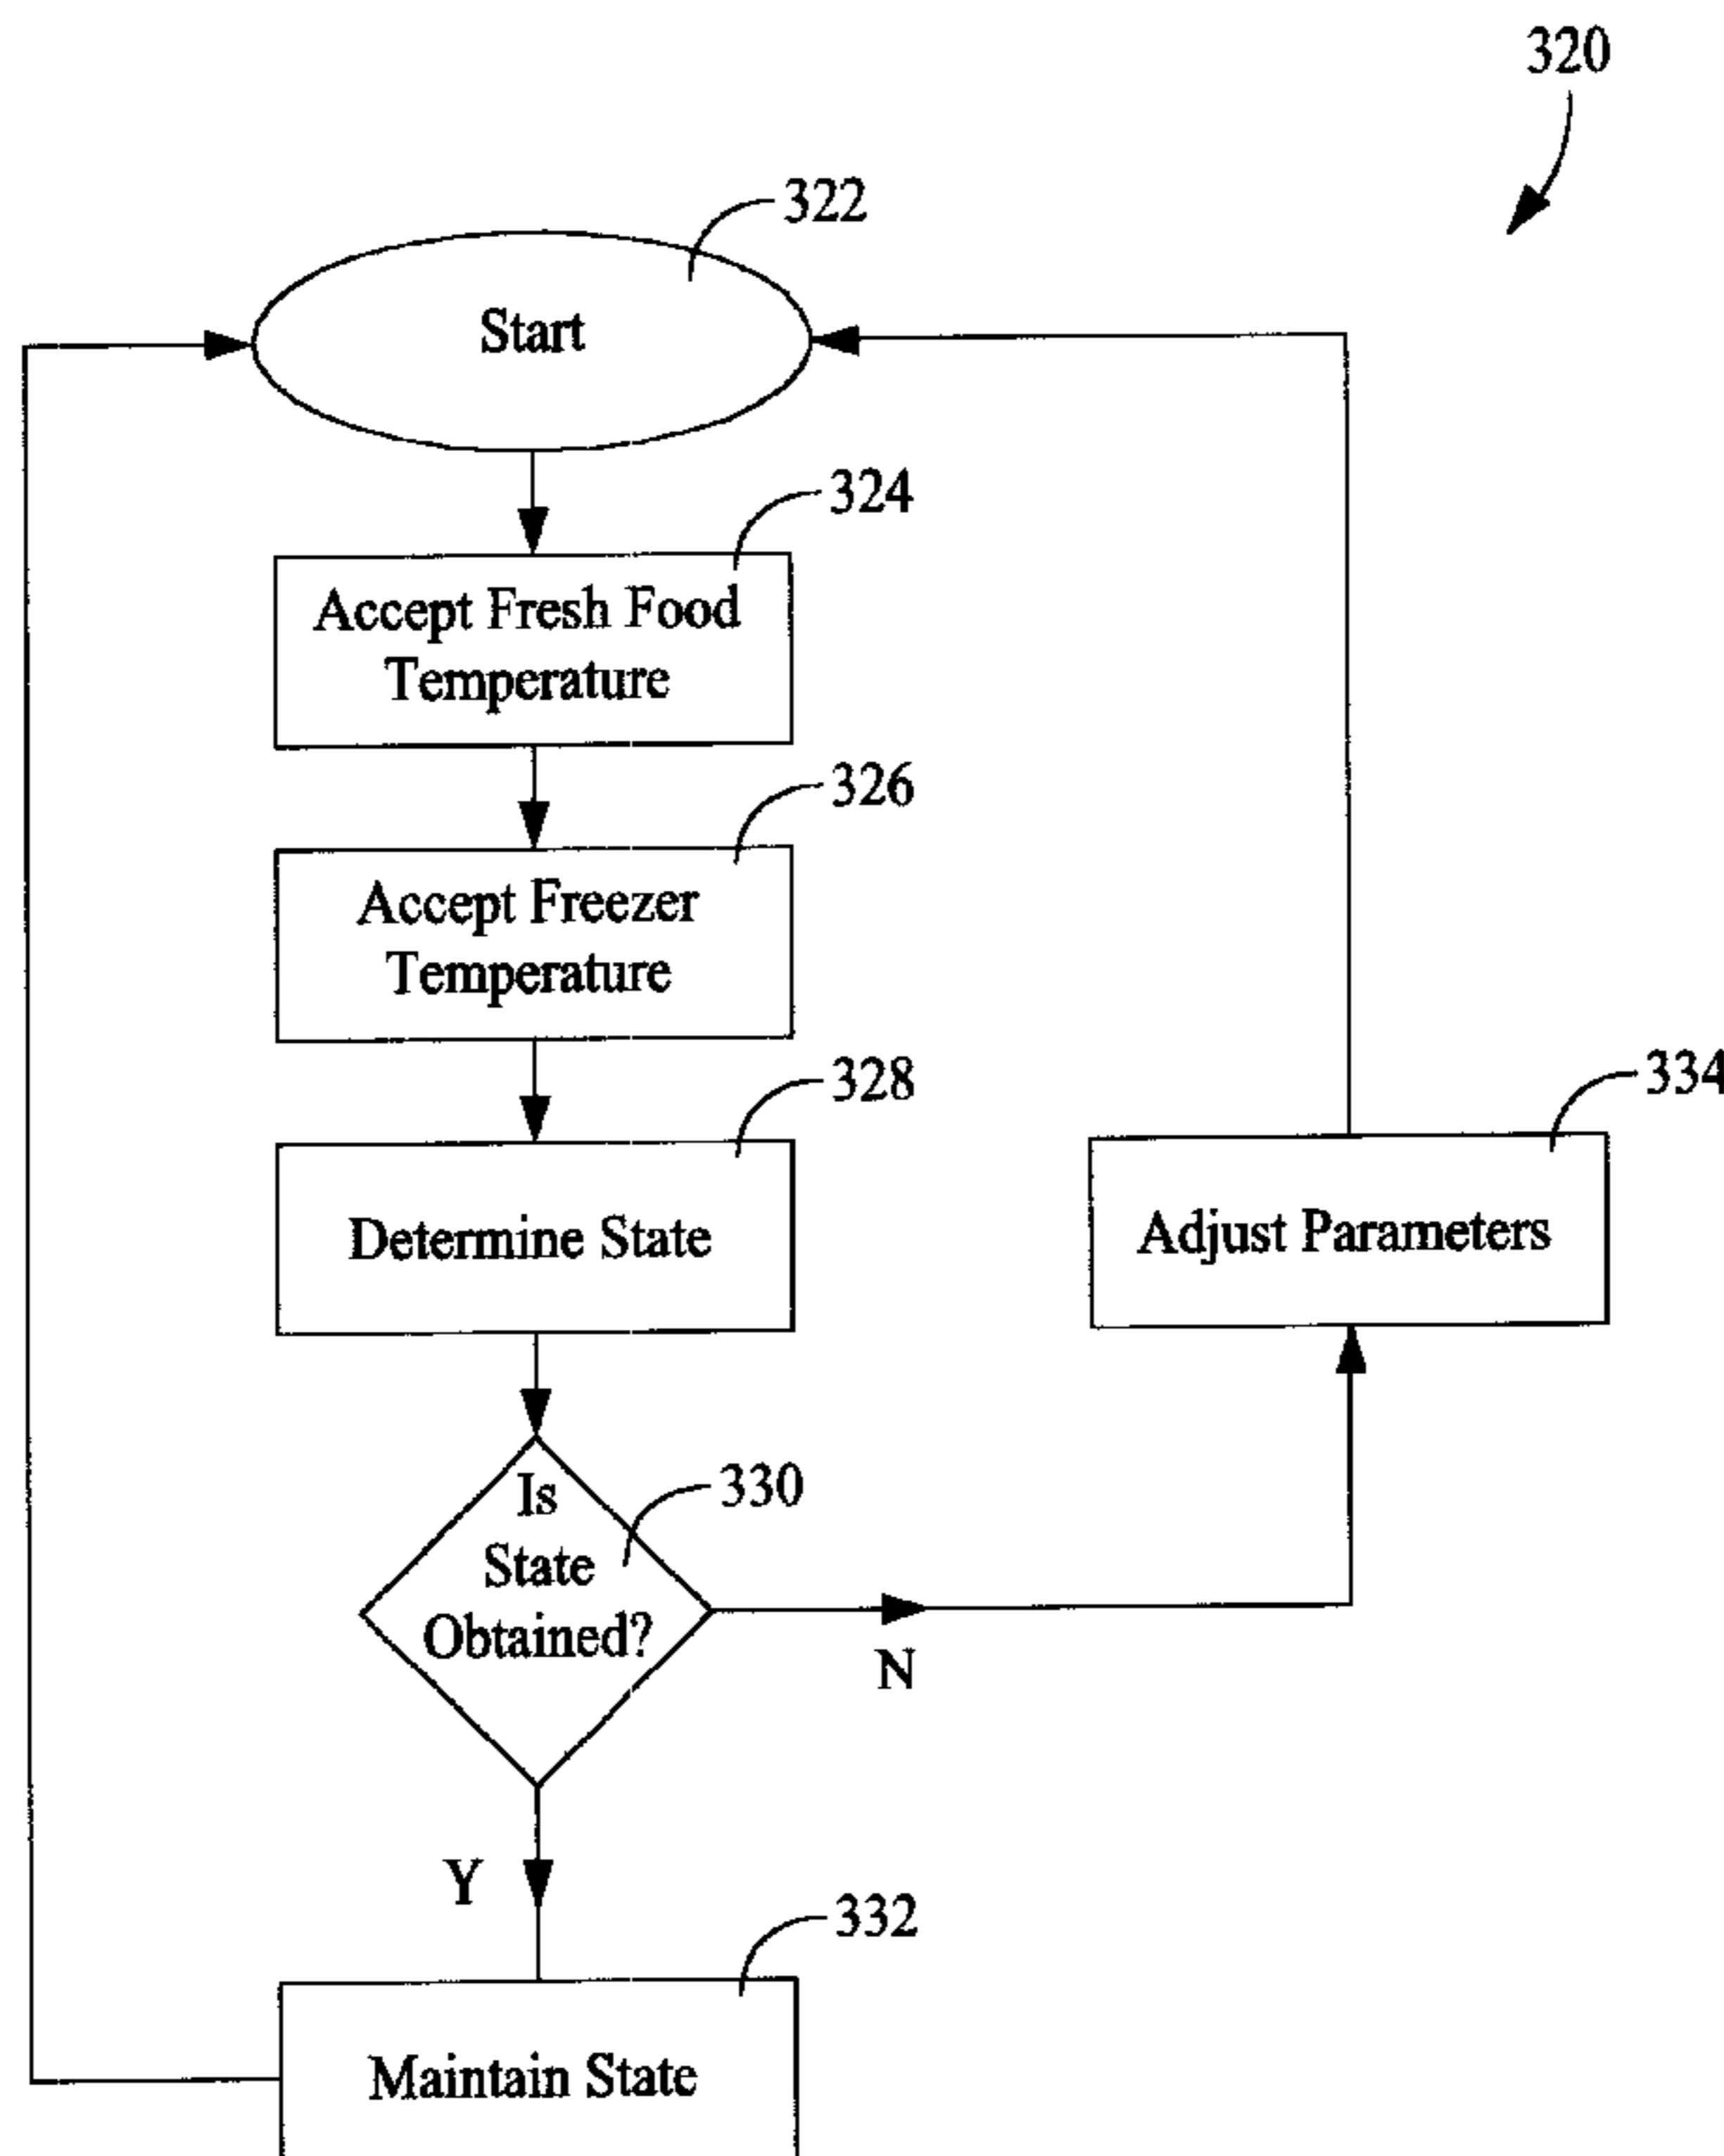 320
322
Start
324
Accept Fresh Food
Temperature
326
Accept Freezer
Temperature
328
Determine State
334
Adjust Parameters
Is
State
Obtained?
330
N
Y
332
Maintain State